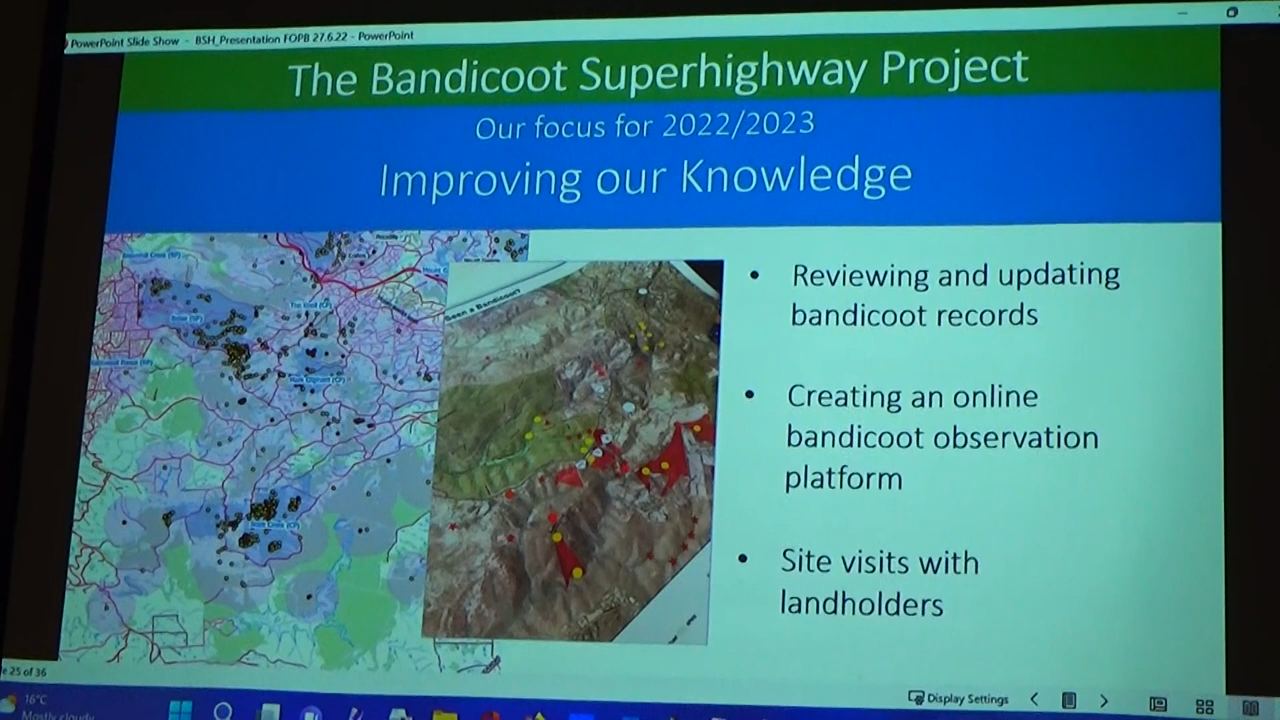 PowerPoint Slide Show - BSH_Presentation FOPB 27.6.22 - PowerPoint
The Bandicoot Superhighway Project
Our focus for 2022/2023
Improving our Knowledge
Seen a Bandicoot?
Reviewing and updating
bandicoot records
Creating an online
bandicoot observation
platform
Site visits with
landholders
25 of 36
Display Settings
16°C
Mostly cloudy